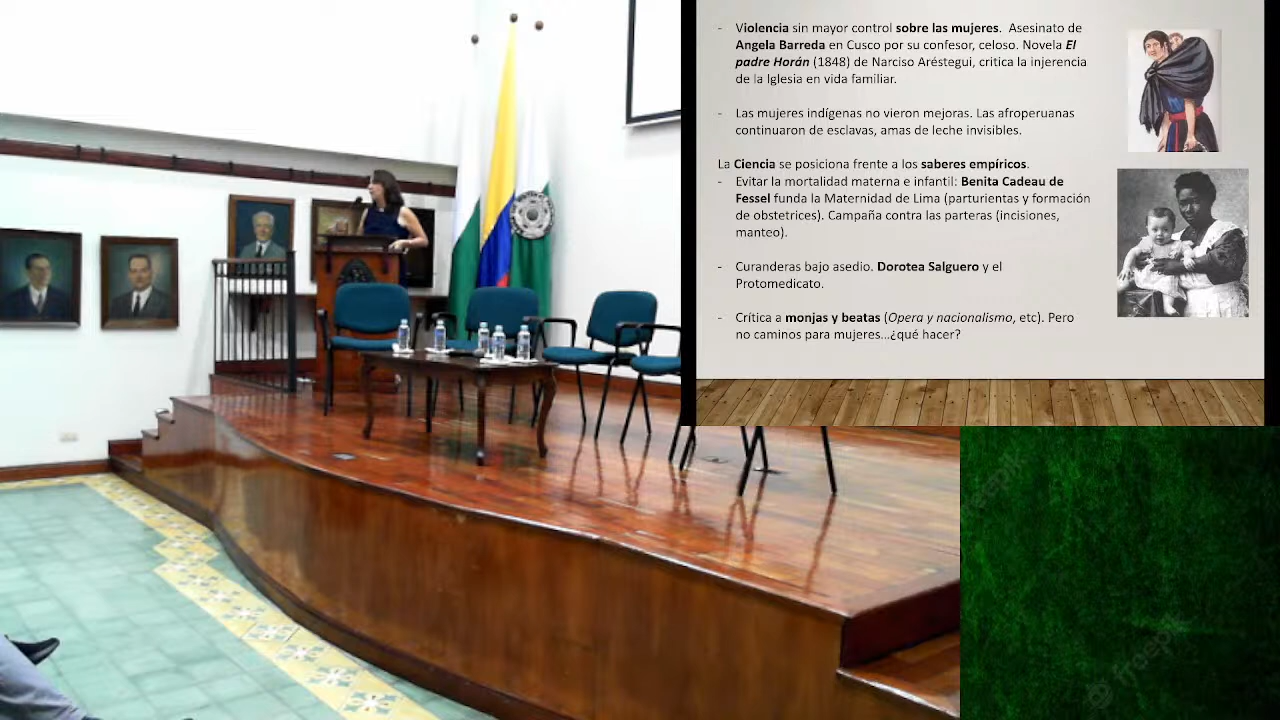 - Violencia sin mayor control sobre las mujeres. Asesinato de
Angela Barreda en Cusco por su confesor, celoso. Novela El
padre Horán (1848) de Narciso Aréstegui, critica la injerencia
de la Iglesia en vida familiar.
- Las mujeres indígenas no vieron mejoras. Las afroperuanas
continuaron de esclavas, amas de leche invisibles.
La Ciencia se posiciona frente a los saberes empíricos.
- Evitar la mortalidad materna e infantil: Benita Cadeau de
Fessel funda la Maternidad de Lima (parturientas y formación
de obstetrices). Campaña contra las parteras (incisiones,
manteo).
- Curanderas bajo asedio. Dorotea Salguero y el
Protomedicato.
- Crítica a monjas y beatas (Opera y nacionalismo, etc). Pero
no caminos para mujeres...¿qué hacer?
freepik
freepik